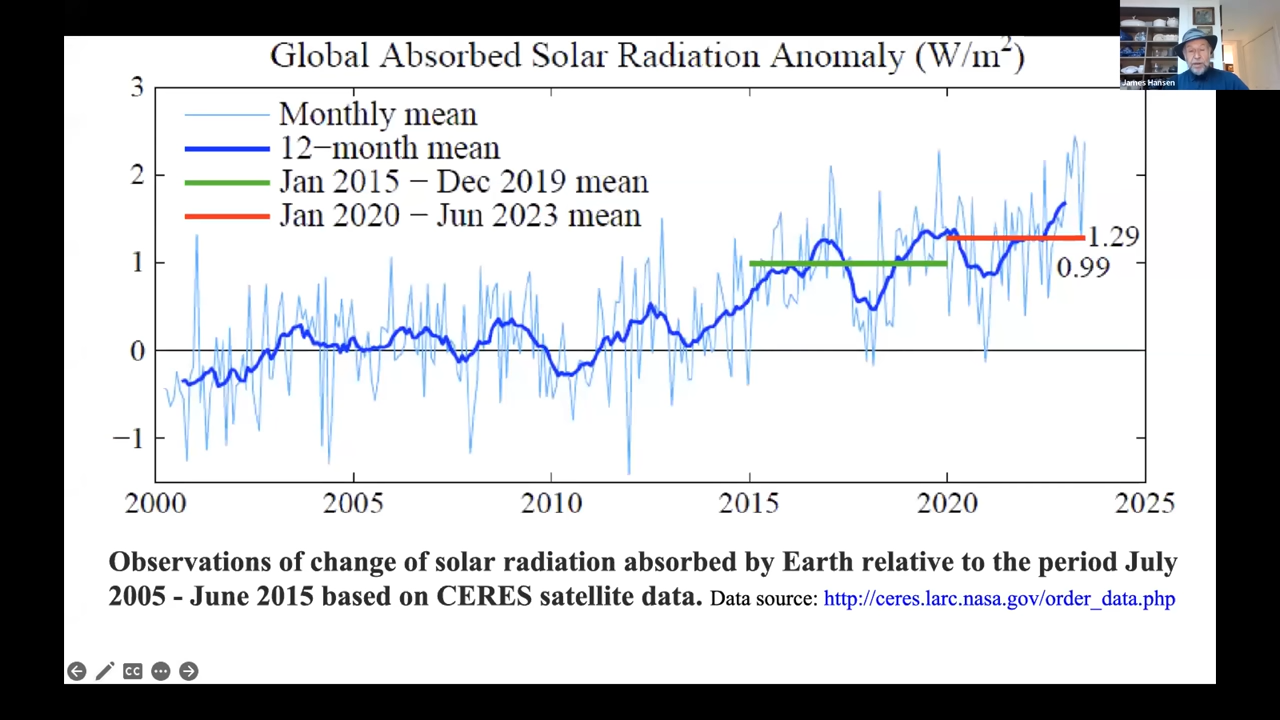 Global Absorbed Solar Radiation Anomaly (W/m²)
James Hansen
3
2
1
0
−1
Monthly mean
12−month mean
Jan 2015 − Dec 2019 mean
Jan 2020 − Jun 2023 mean
1.29
0.99
2000 2005 2010 2015 2020 2025
Observations of change of solar radiation absorbed by Earth relative to the period July
2005 - June 2015 based on CERES satellite data. Data source: http://ceres.larc.nasa.gov/order_data.php
CC